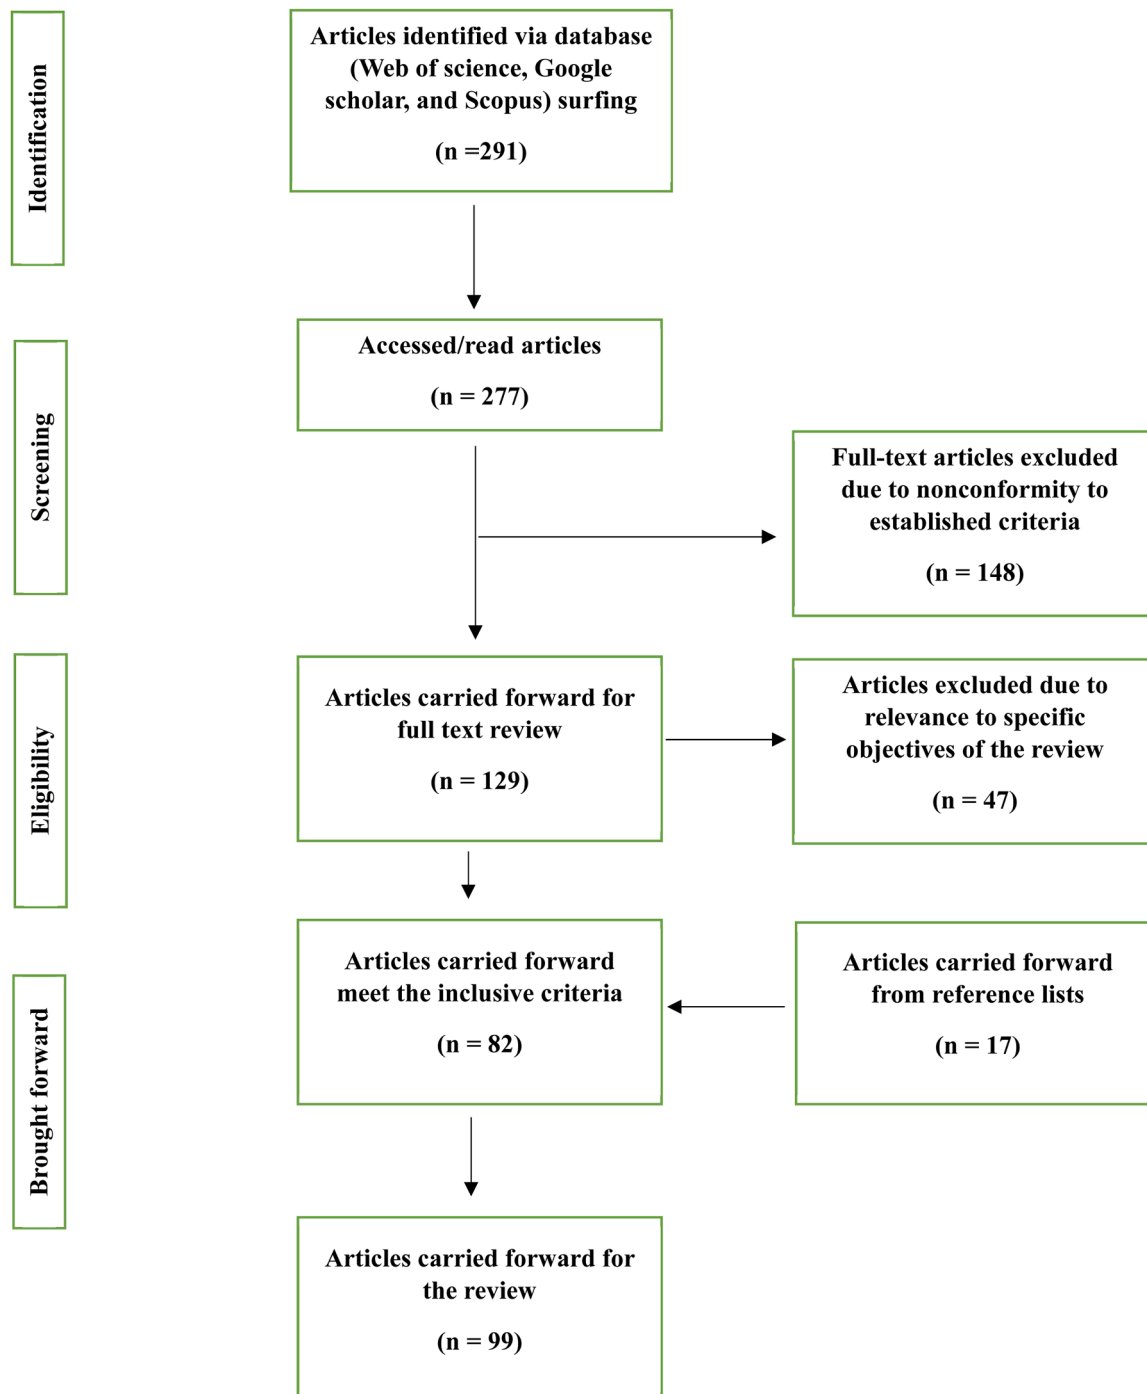 Identification
Articles identified via database
(Web of science, Google
scholar, and Scopus) surfing
(n =291)
Screening
Accessed/read articles
(n = 277)
Full-text articles excluded
due to nonconformity to
established criteria
(n = 148)
Eligibility
Articles carried forward for
full text review
(n = 129)
Articles excluded due to
relevance to specific
objectives of the review
(n = 47)
Brought forward
Articles carried forward
meet the inclusive criteria
(n = 82)
Articles carried forward
from reference lists
(n = 17)
Articles carried forward for
the review
(n = 99)